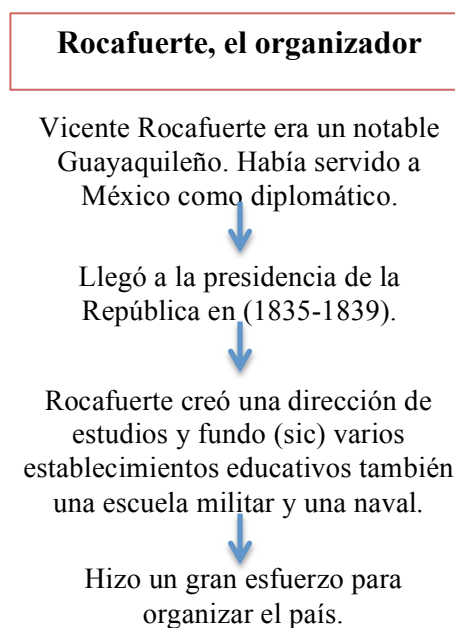 Rocafuerte, el organizador
Vicente Rocafuerte era un notable
Guayaquileño. Había servido a
México como diplomático.
Llegó a la presidencia de la
República en (1835-1839).
Rocafuerte creó una dirección de
estudios y fundo (sic) varios
establecimientos educativos también
una escuela militar y una naval.
Hizo un gran esfuerzo para
organizar el país.